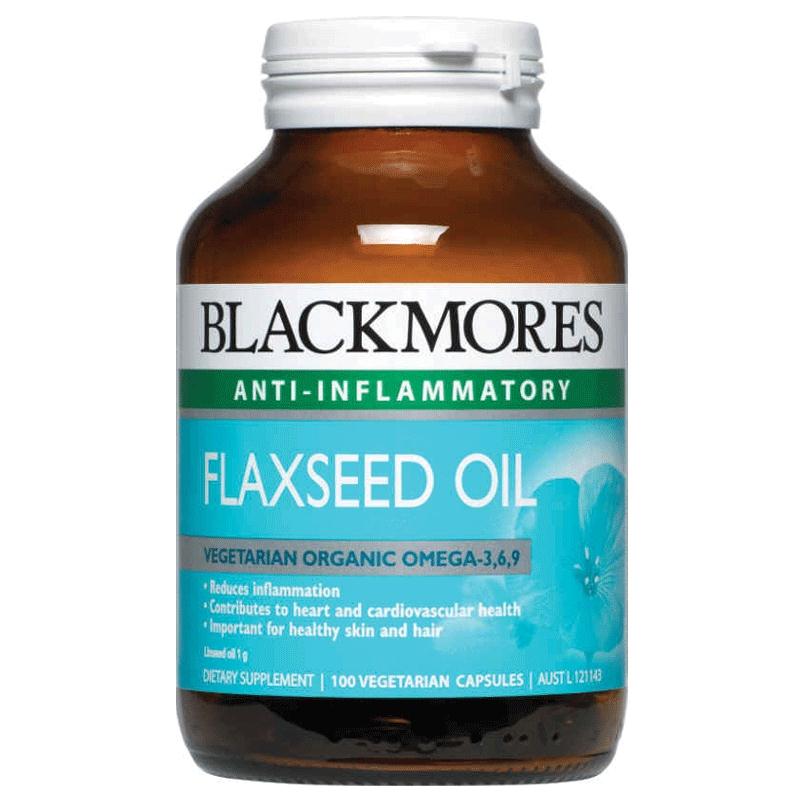 BLACKMORES
ANTI-INFLAMMATORY
FLAXSEED OIL
VEGETARIAN ORGANIC OMEGA-3,6,9
• Reduces inflammation
• Contributes to heart and cardiovascular health
• Important for healthy skin and hair
Linseed oil 1 g
DIETARY SUPPLEMENT | 100 VEGETARIAN CAPSULES | AUST L 121143